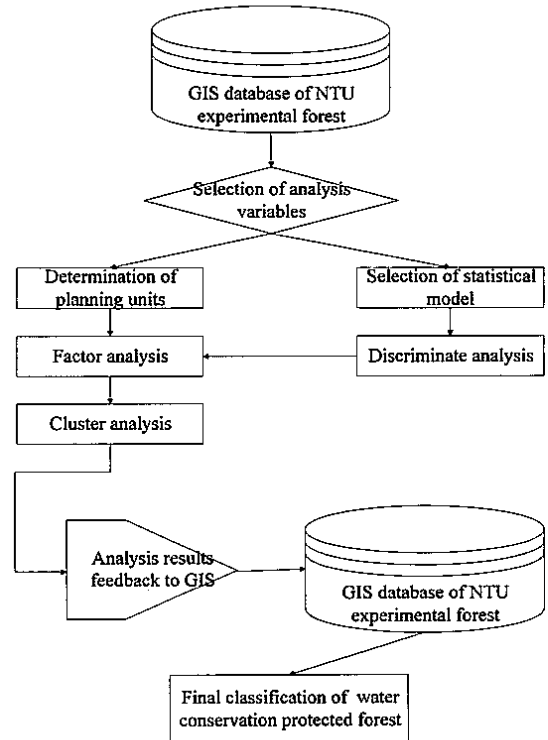 GIS database of NTU
experimental forest
Selection of analysis
variables
Determination of
planning units
Selection of statistical
model
Factor analysis
Discriminate analysis
Cluster analysis
Analysis results
feedback to GIS
GIS database of NTU
experimental forest
Final classification of water
conservation protected forest